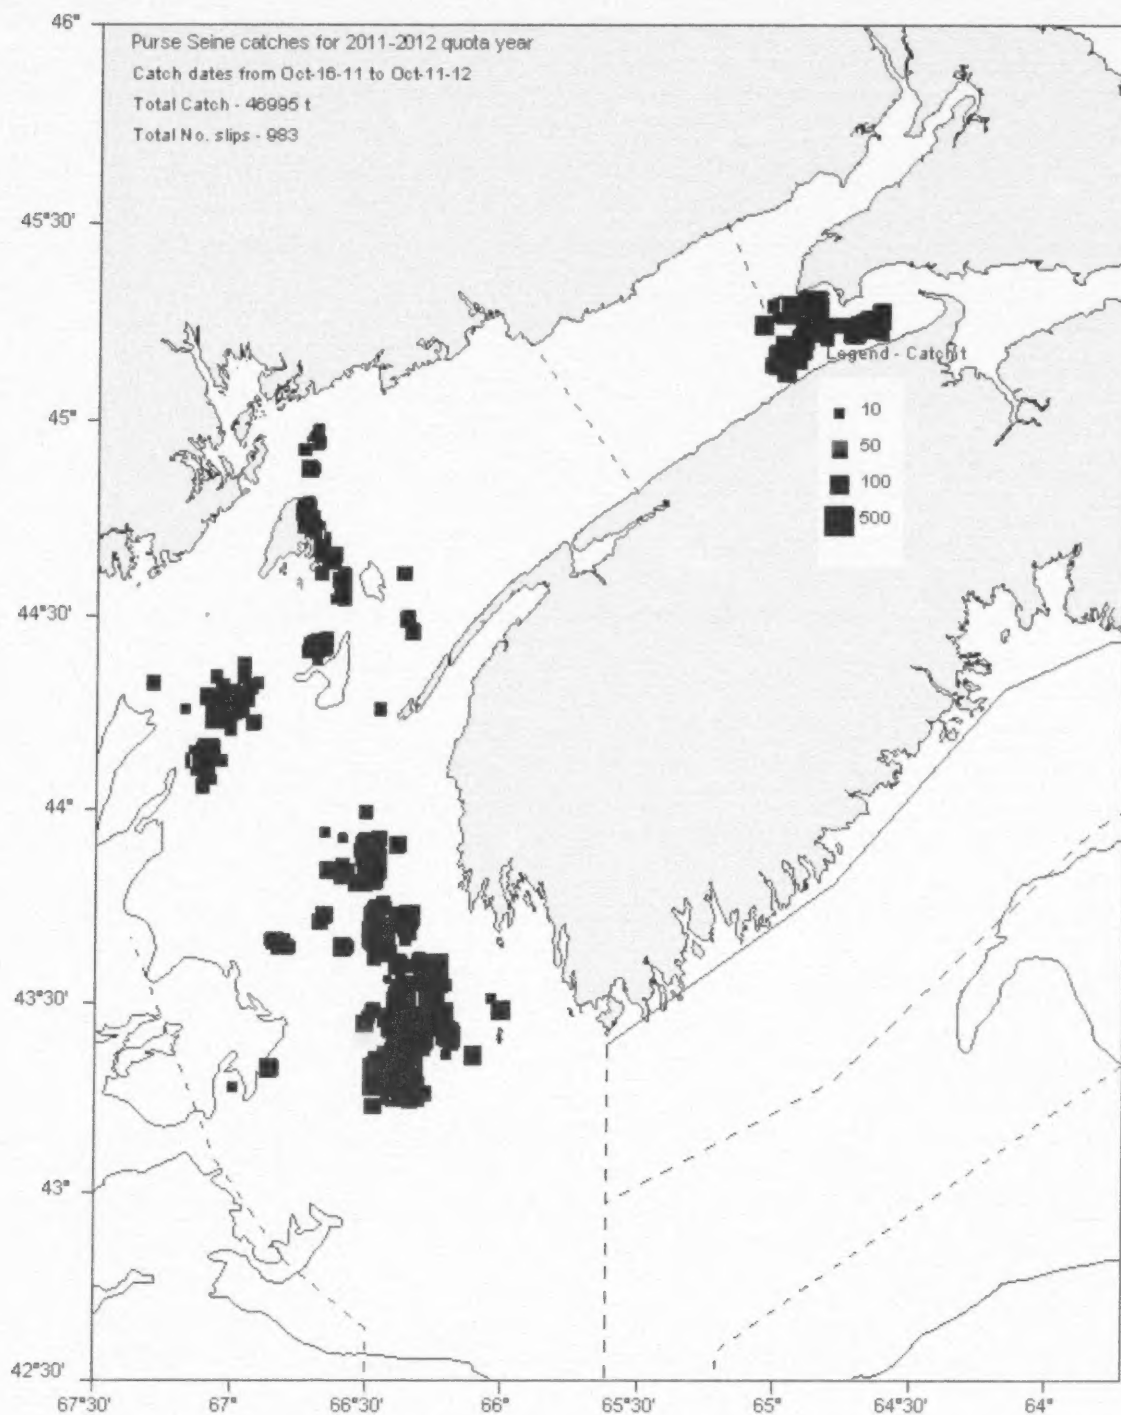 46°
Purse Seine catches for 2011-2012 quota year
Catch dates from Oct-16-11 to Oct-11-12
Total Catch - 46995 t
Total No. slips - 983
45°30'
Legend - Catch t
45°
10
50
100
500
44°30'
44°
43°30'
43°
42°30'
67°30' 67° 66°30' 66° 65°30' 65° 64°30' 64°